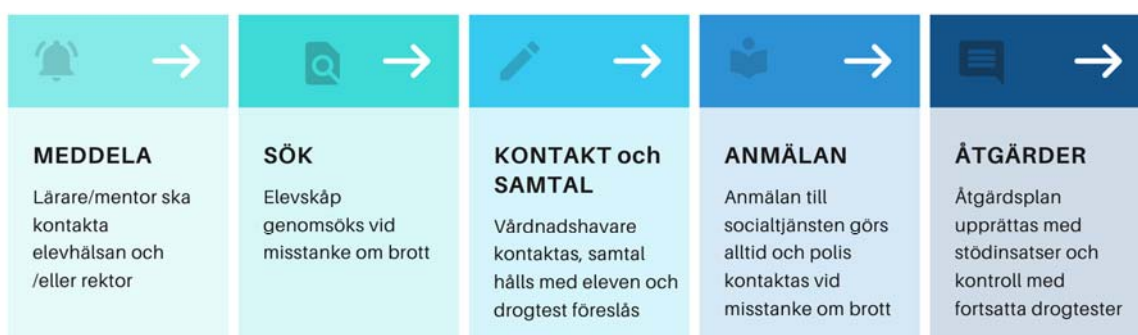 MEDDELA
Lärare/mentor ska
kontakta
elevhälsan och
/eller rektor
SÖK
Elevskåp
genomsöks vid
misstanke om brott
KONTAKT och
SAMTAL
Vårdnadshavare
kontaktas, samtal
hålls med eleven och
drogtest föreslås
ANMÄLAN
Anmälan till
socialtjänsten görs
alltid och polis
kontaktas vid
misstanke om brott
ÅTGÄRDER
Åtgärdsplan
upprättas med
stödinsatser och
kontroll med
fortsatta drogtester